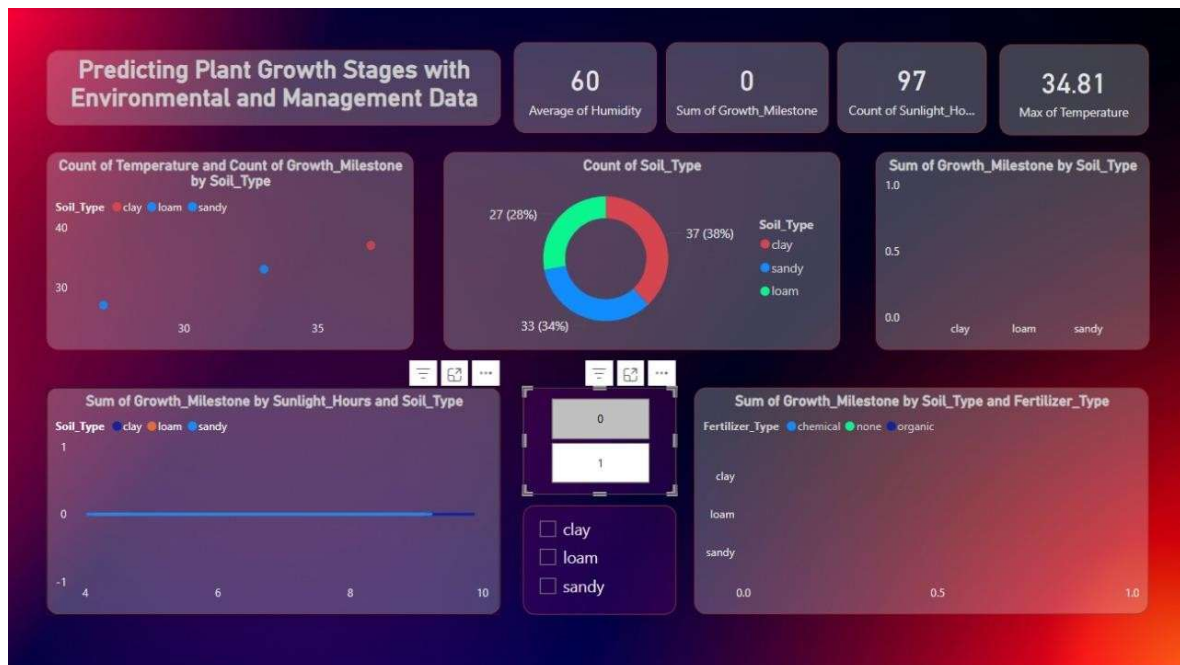 Predicting Plant Growth Stages with
Environmental and Management Data
60
Average of Humidity
0
Sum of Growth_Milestone
97
Count of Sunlight_Ho...
34.81
Max of Temperature
Count of Temperature and Count of Growth_Milestone
by Soil_Type
Soil_Type clay loam sandy
40
30
30 35
Count of Soil_Type
27 (28%)
37 (38%)
33 (34%)
Soil_Type
clay
sandy
loam
Sum of Growth_Milestone by Soil_Type
1.0
0.5
0.0
clay loam sandy
Sum of Growth_Milestone by Sunlight_Hours and Soil_Type
Soil_Type clay loam sandy
1
0
-1
4 6 8 10
0
1
clay
loam
sandy
Sum of Growth_Milestone by Soil_Type and Fertilizer_Type
Fertilizer_Type chemical none organic
clay
loam
sandy
0.0 0.5 1.0